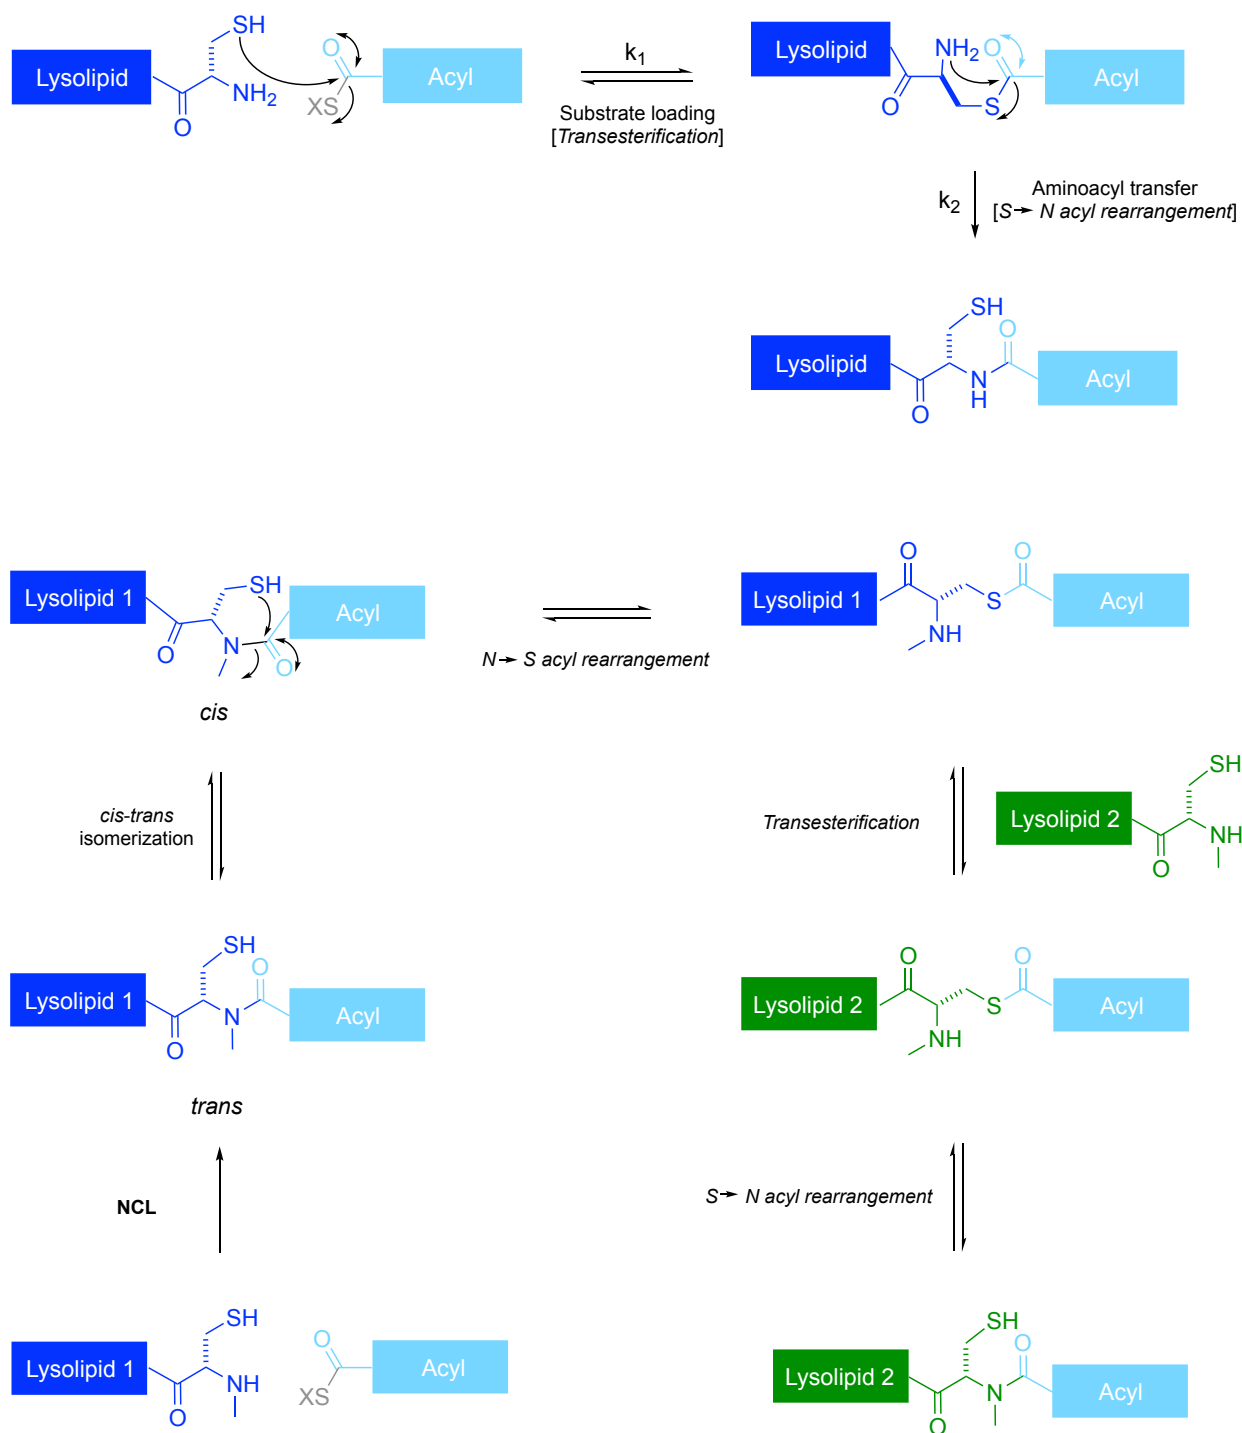 SH
O
Lysolipid
NH2
XS
Acyl
O
k1
Substrate loading
[Transesterification]
Lysolipid
NH2
O
Acyl
O
S
k2
Aminoacyl transfer
[S→ N acyl rearrangement]
SH
O
Lysolipid
N
H
Acyl
O
Lysolipid 1
SH
Acyl
O
N
O
cis
N→ S acyl rearrangement
O
O
Lysolipid 1
S
Acyl
NH
cis-trans
isomerization
Transesterification
SH
Lysolipid 2
NH
O
SH
O
Lysolipid 1
N
Acyl
O
trans
O
O
Lysolipid 2
S
Acyl
NH
NCL
S→ N acyl rearrangement
SH
O
Lysolipid 1
NH
XS
Acyl
O
SH
O
Lysolipid 2
N
Acyl
O